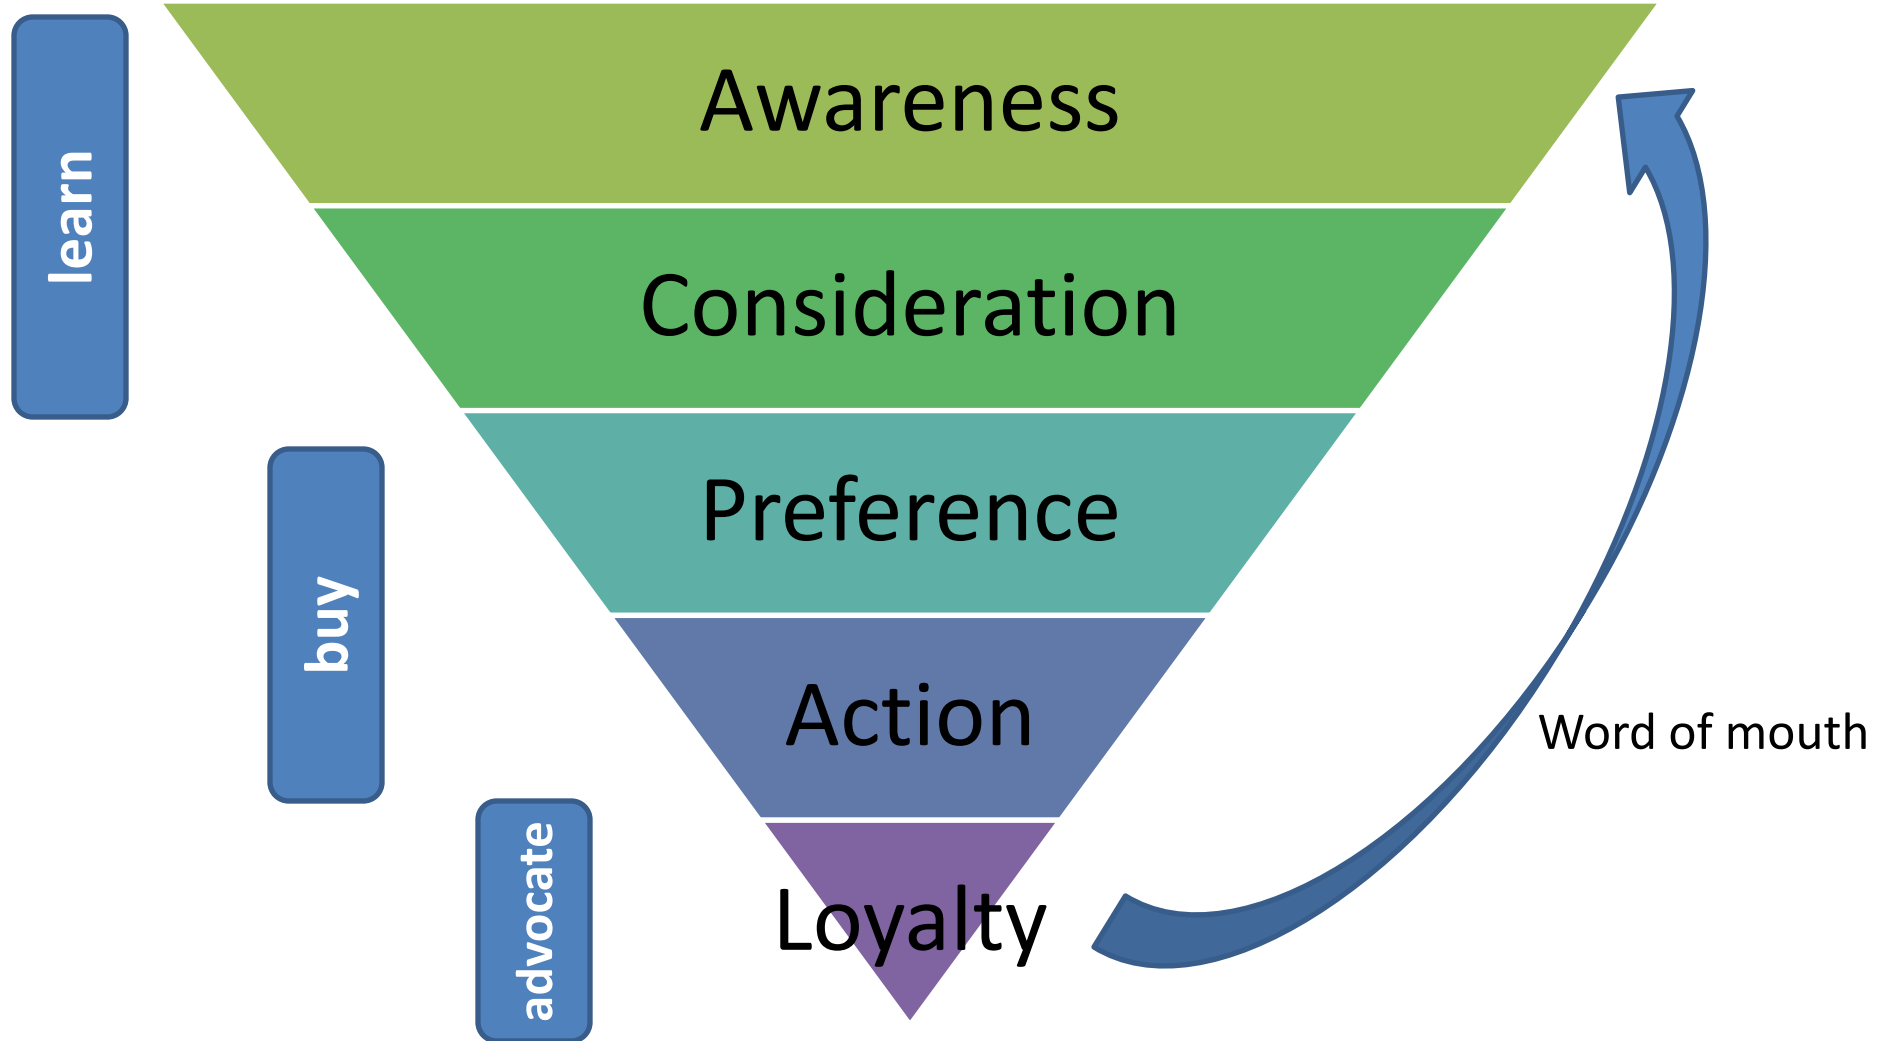 learn
Awareness
Consideration
buy
Preference
Action
Word of mouth
advocate
Loyalty